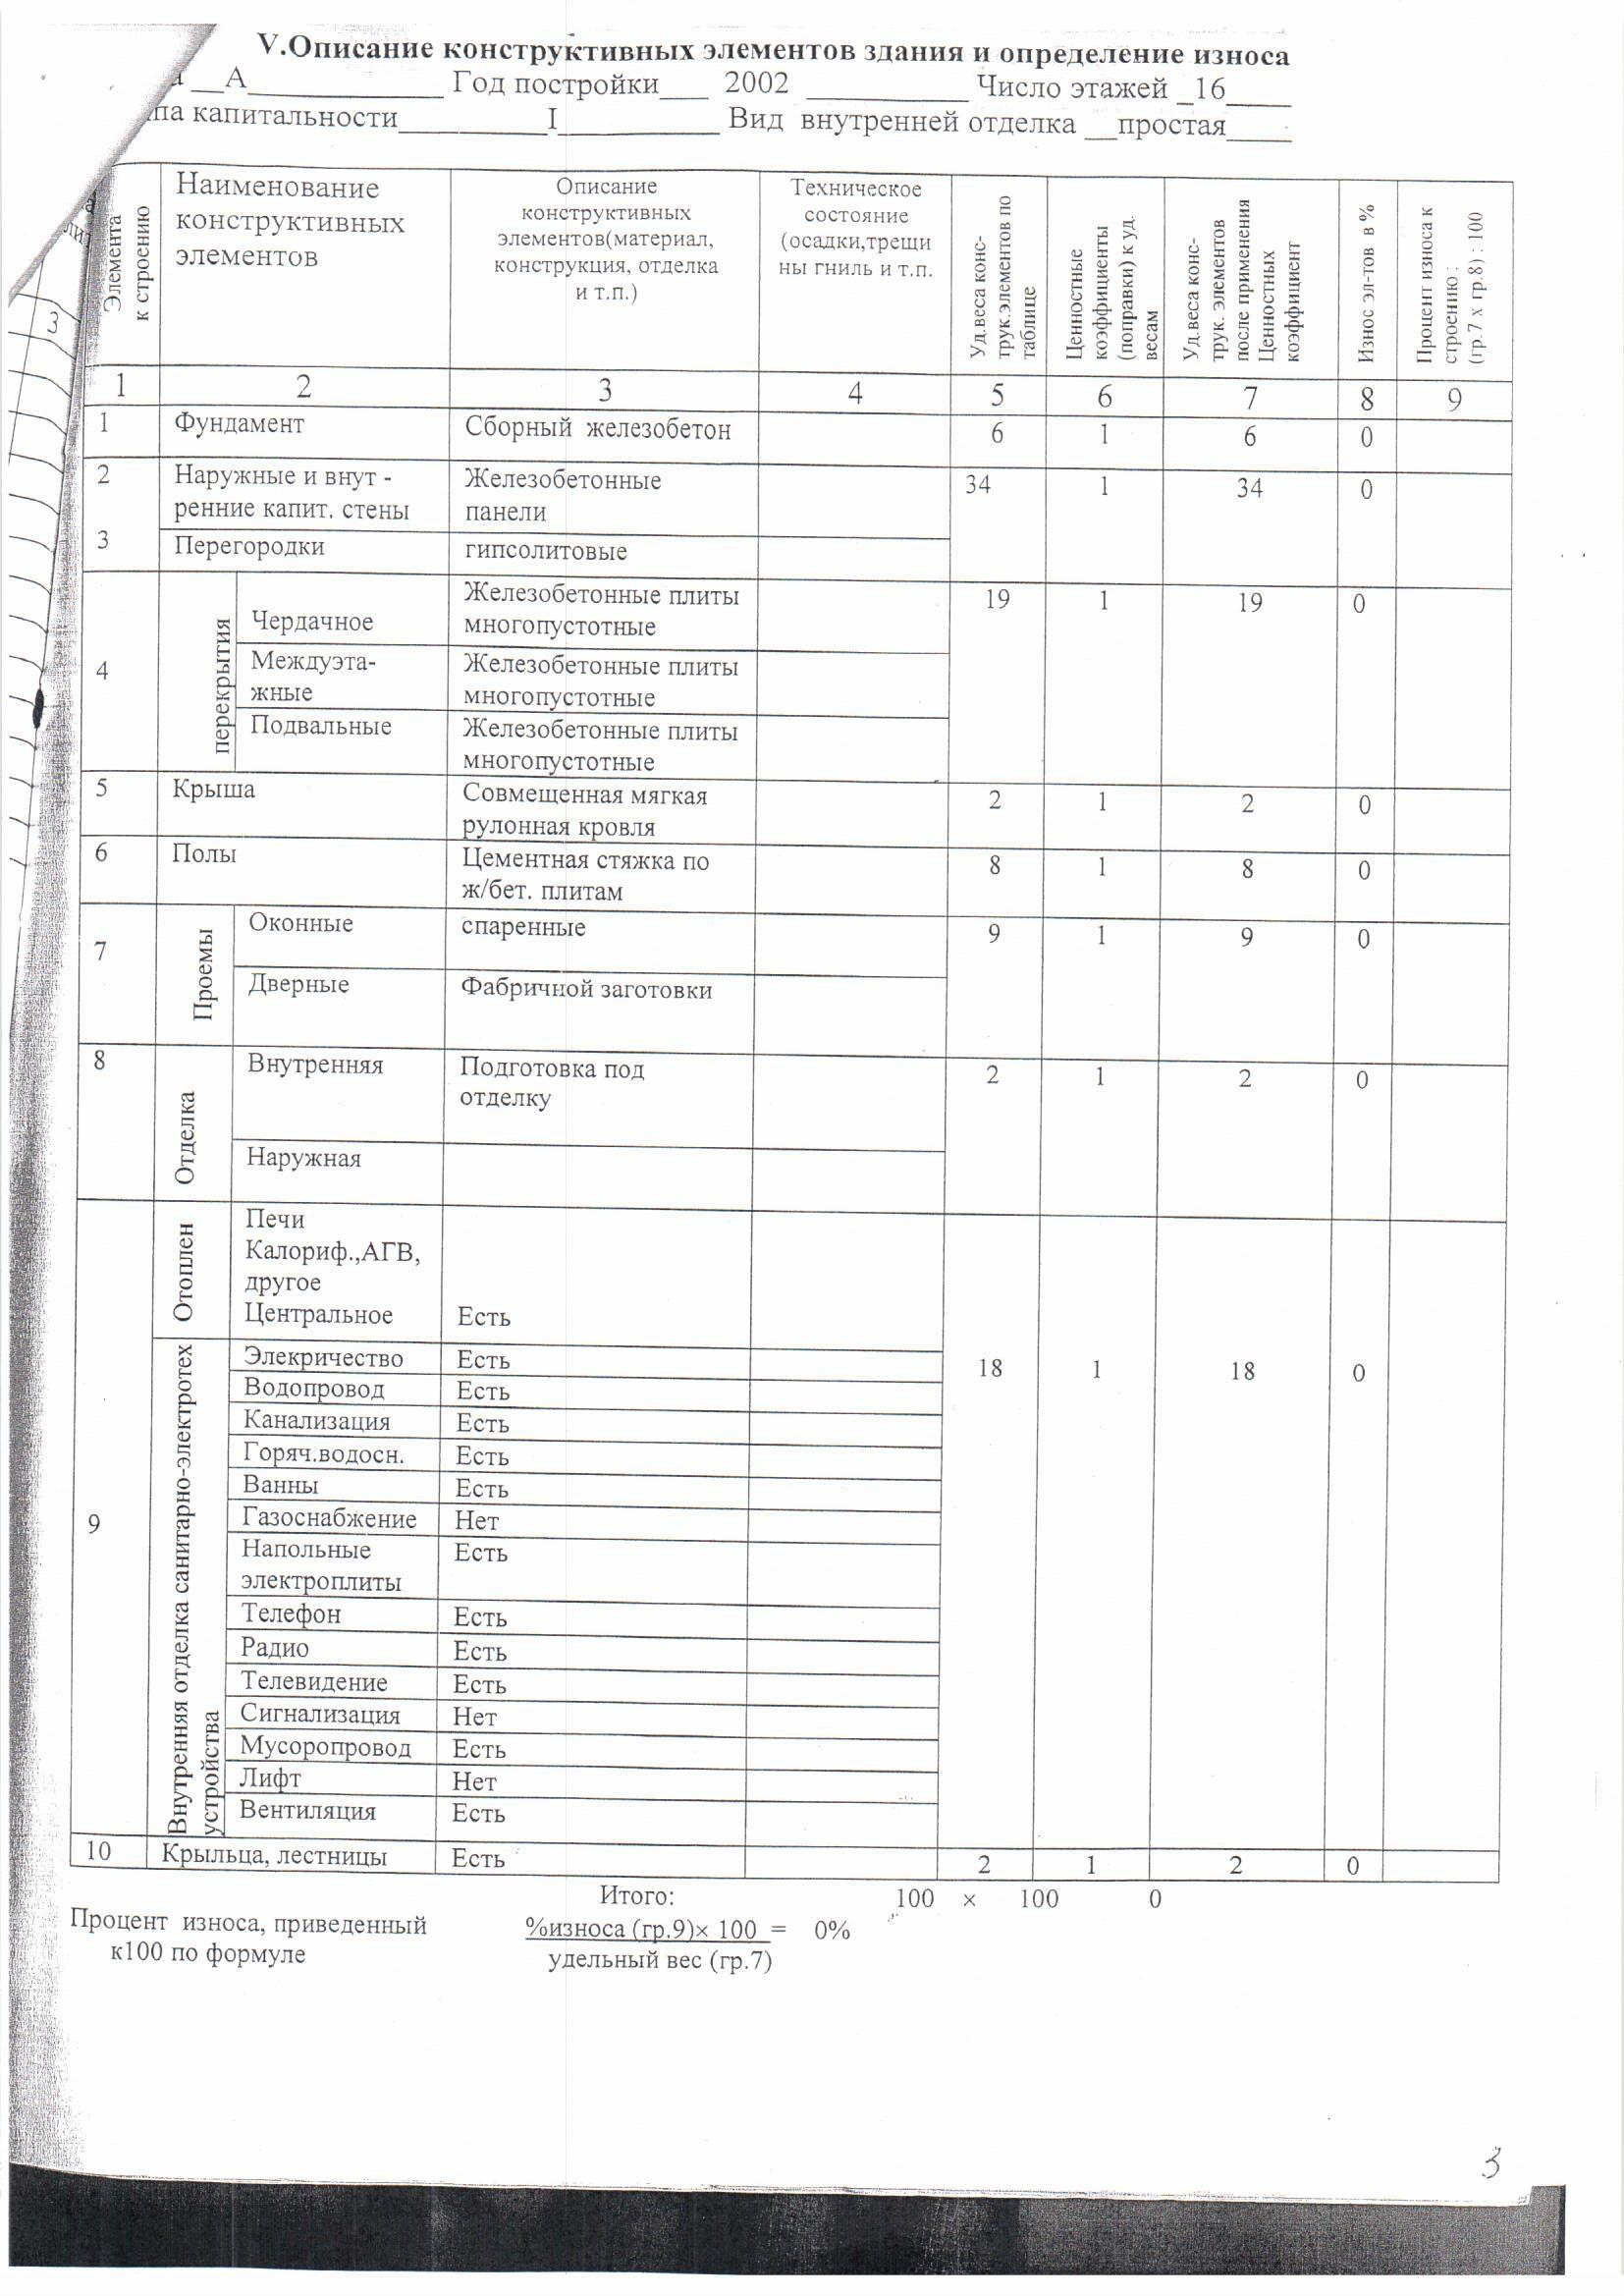 V.Описание конструктивных элементов здания и определение износа
__А____________ Год постройки___ 2002 __________ Число этажей _16____
па капитальности___________I__________ Вид внутренней отделка __простая____
Элемента
к строению
Наименование
конструктивных
элементов
Описание
конструктивных
элементов(материал,
конструкция, отделка
и т.п.)
Техническое
состояние
(осадки,трещи
ны гниль и т.п.
Уд.веса конс-
трук.элементов по
таблице
Ценностные
коэффициенты
(поправки) к уд.
весам
Уд.веса конс-
трук. элементов
после применения
Ценностных
коэффициент
Износ эл-тов в %
Процент износа к
строению:
(гр.7 х гр.8) : 100
1 2 3 4 5 6 7 8 9
1 Фундамент Сборный железобетон 6 1 6 0
2 Наружные и внут - Железобетонные 34 1 34 0
ренние капит. стены панели
3 Перегородки гипсолитовые
4 перекрытия
Чердачное Железобетонные плиты 19 1 19 0
многопустотные
Междуэта- Железобетонные плиты
жные многопустотные
Подвальные Железобетонные плиты
многопустотные
5 Крыша Совмещенная мягкая 2 1 2 0
рулонная кровля
6 Полы Цементная стяжка по 8 1 8 0
ж/бет. плитам
7 Проемы
Оконные спаренные 9 1 9 0
Дверные Фабричной заготовки
8 Отделка
Внутренняя Подготовка под 2 1 2 0
отделку
Наружная
9 Отоплен
Печи
Калориф.,АГВ,
другое
Центральное Есть
Внутренняя отделка санитарно-электротех
устройства
Элекричество Есть 18 1 18 0
Водопровод Есть
Канализация Есть
Горяч.водосн. Есть
Ванны Есть
Газоснабжение Нет
Напольные Есть
электроплиты
Телефон Есть
Радио Есть
Телевидение Есть
Сигнализация Нет
Мусоропровод Есть
Лифт Нет
Вентиляция Есть
10 Крыльца, лестницы Есть 2 1 2 0
Итого: 100 × 100 0
Процент износа, приведенный %износа (гр.9)× 100 = 0%
к100 по формуле удельный вес (гр.7)
3
3